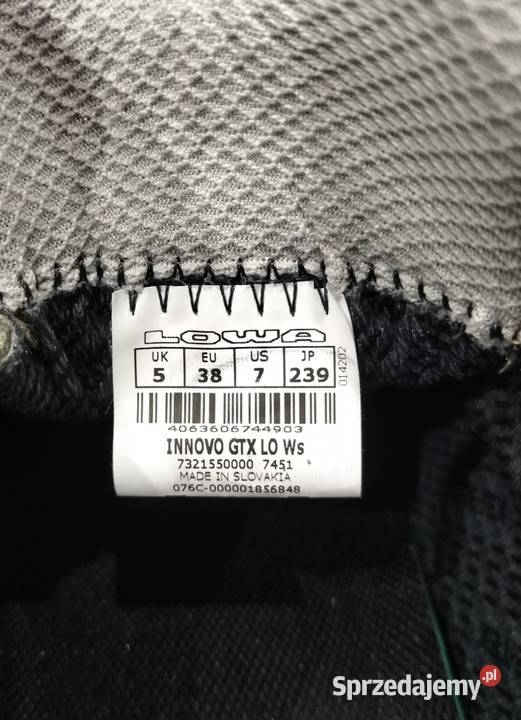 LOWA
UK EU US JP
5 38 7 239
014202
4063606744903
INNOVO GTX LO Ws
7321550000 7451
MADE IN SLOVAKIA
076C-000001856848
Sprzedajemy.pl